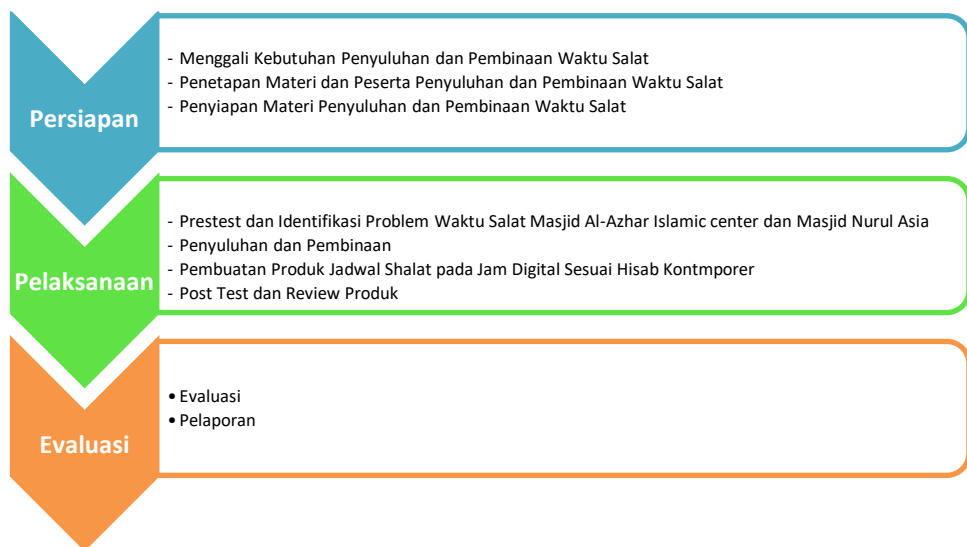 Persiapan
- Menggali Kebutuhan Penyuluhan dan Pembinaan Waktu Salat
- Penetapan Materi dan Peserta Penyuluhan dan Pembinaan Waktu Salat
- Penyiapan Materi Penyuluhan dan Pembinaan Waktu Salat
Pelaksanaan
- Prestest dan Identifikasi Problem Waktu Salat Masjid Al-Azhar Islamic center dan Masjid Nurul Asia
- Penyuluhan dan Pembinaan
- Pembuatan Produk Jadwal Shalat pada Jam Digital Sesuai Hisab Kontmporer
- Post Test dan Review Produk
Evaluasi
• Evaluasi
• Pelaporan